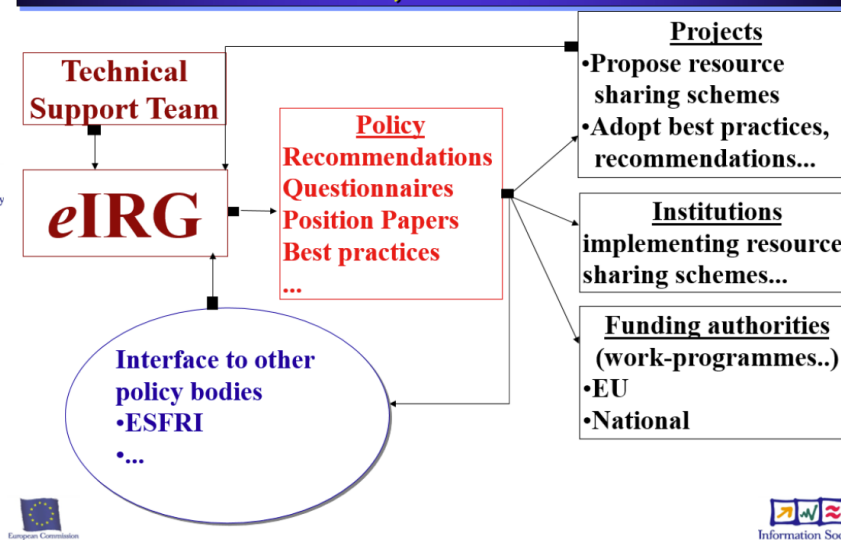 Technical
Support Team
eIRG
Policy
Recommendations
Questionnaires
Position Papers
Best practices
...
Projects
•Propose resource
sharing schemes
•Adopt best practices,
recommendations...
Institutions
implementing resource
sharing schemes...
Funding authorities
(work-programmes..)
•EU
•National
Interface to other
policy bodies
•ESFRI
•...
European Commission
Information Soc